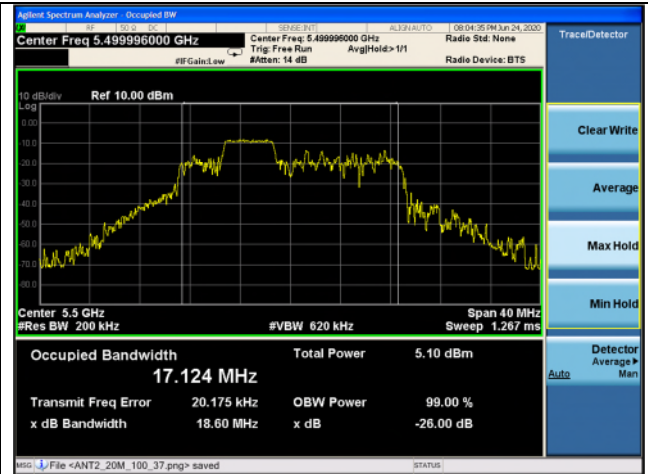 Agilent Spectrum Analyzer - Occupied BW
RF 50 Ω DC SENSE:INT ALIGN AUTO 08:04:35 PM Jun 24, 2020
Center Freq 5.499996000 GHz Center Freq: 5.499996000 GHz Radio Std: None
Trig: Free Run Avg|Hold:>1/1
#IFGain:Low #Atten: 14 dB Radio Device: BTS
Trace/Detector
10 dB/div Ref 10.00 dBm
Log
0.00
-10.0
-20.0
-30.0
-40.0
-50.0
-60.0
-70.0
-80.0
Center 5.5 GHz Span 40 MHz
#Res BW 200 kHz #VBW 620 kHz Sweep 1.267 ms
Occupied Bandwidth Total Power 5.10 dBm
17.124 MHz
Transmit Freq Error 20.175 kHz OBW Power 99.00 %
x dB Bandwidth 18.60 MHz x dB -26.00 dB
Clear Write
Average
Max Hold
Min Hold
Detector
Average▶
Auto Man
MSG File <ANT2_20M_100_37.png> saved STATUS